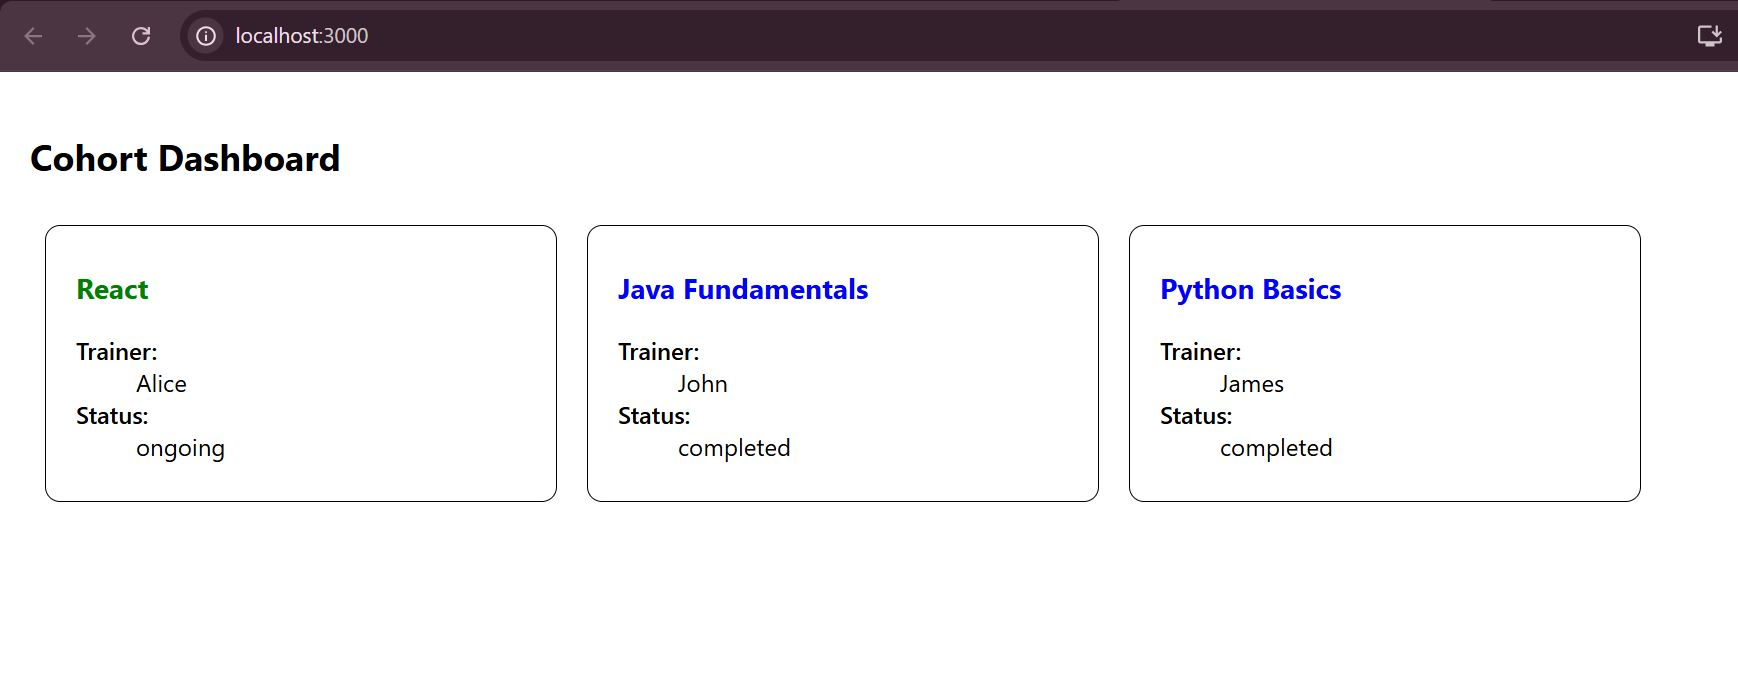 localhost:3000
Cohort Dashboard
React
Trainer:
Alice
Status:
ongoing
Java Fundamentals
Trainer:
John
Status:
completed
Python Basics
Trainer:
James
Status:
completed